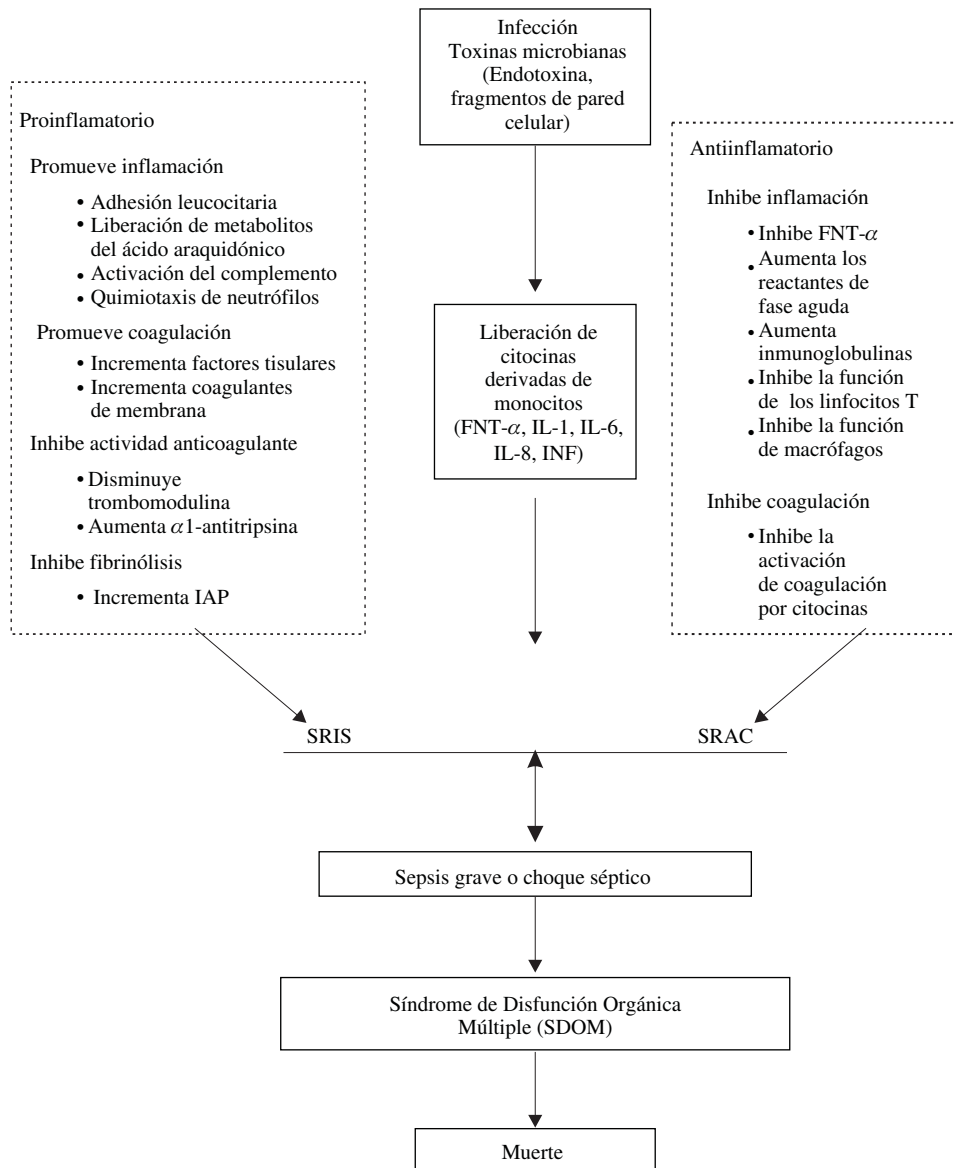 Infección
Toxinas microbianas
(Endotoxina,
fragmentos de pared
celular)
Proinflamatorio
Promueve inflamación
• Adhesión leucocitaria
• Liberación de metabolitos
del ácido araquidónico
• Activación del complemento
• Quimiotaxis de neutrófilos
Promueve coagulación
• Incrementa factores tisulares
• Incrementa coagulantes
de membrana
Inhibe actividad anticoagulante
• Disminuye
trombomodulina
• Aumenta α1-antitripsina
Inhibe fibrinólisis
• Incrementa IAP
Liberación de
citocinas
derivadas de
monocitos
(FNT-α, IL-1, IL-6,
IL-8, INF)
Antiinflamatorio
Inhibe inflamación
• Inhibe FNT-α
• Aumenta los
reactantes de
fase aguda
• Aumenta
inmunoglobulinas
• Inhibe la función
de los linfocitos T
• Inhibe la función
de macrófagos
Inhibe coagulación
• Inhibe la
activación
de coagulación
por citocinas
SRIS
SRAC
Sepsis grave o choque séptico
Síndrome de Disfunción Orgánica
Múltiple (SDOM)
Muerte